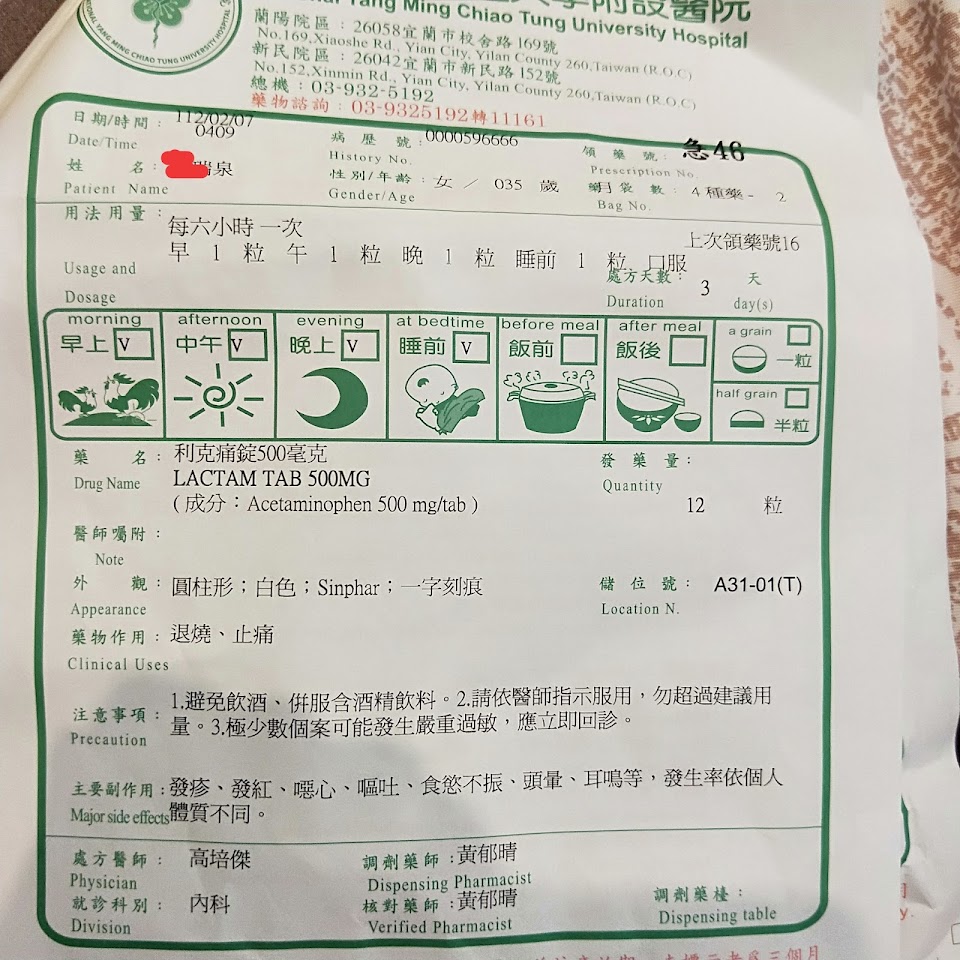 NATIONAL YANG MING CHIAO TUNG UNIVERSITY HOSPITAL
附設醫院
Yang Ming Chiao Tung University Hospital
蘭陽院區：26058宜蘭市校舍路169號
No.169,Xiaoshe Rd., Yian City, Yilan County 260,Taiwan (R.O.C)
新民院區：26042宜蘭市新民路152號
No.152,Xinmin Rd., Yian City, Yilan County 260,Taiwan (R.O.C)
總機：03-932-5192
藥物諮詢：03-9325192轉11161
日期/時間： 112/02/07
Date/Time 0409
病歷號：0000596666
History No.
領藥號：急46
Prescription No.
姓名： 瑞泉
Patient Name
性別/年齡：女 / 035 歲
Gender/Age
袋數：4種藥- 2
Bag No.
用法用量： 每六小時 一次
上次領藥號16
早 1 粒 午 1 粒 晚 1 粒 睡前 1 粒 口服
Usage and
Dosage
處方天數： 3 天
Duration day(s)
morning afternoon evening at bedtime before meal after meal a grain
早上 V 中午 V 晚上 V 睡前 V 飯前 飯後 一粒
half grain
半粒
藥名： 利克痛錠500毫克
Drug Name LACTAM TAB 500MG
(成分：Acetaminophen 500 mg/tab )
發藥量：
Quantity
12 粒
醫師囑附：
Note
外觀： 圓柱形；白色；Sinphar；一字刻痕
Appearance
儲位號： A31-01(T)
Location N.
藥物作用： 退燒、止痛
Clinical Uses
注意事項： 1.避免飲酒、併服含酒精飲料。2.請依醫師指示服用，勿超過建議用
Precaution 量。3.極少數個案可能發生嚴重過敏，應立即回診。
主要副作用： 發疹、發紅、噁心、嘔吐、食慾不振、頭暈、耳鳴等，發生率依個人
Major side effects 體質不同。
處方醫師： 高培傑
Physician
調劑藥師：黃郁晴
Dispensing Pharmacist
就診科別： 內科
Division
核對藥師：黃郁晴
Verified Pharmacist
調劑藥檯：
Dispensing table